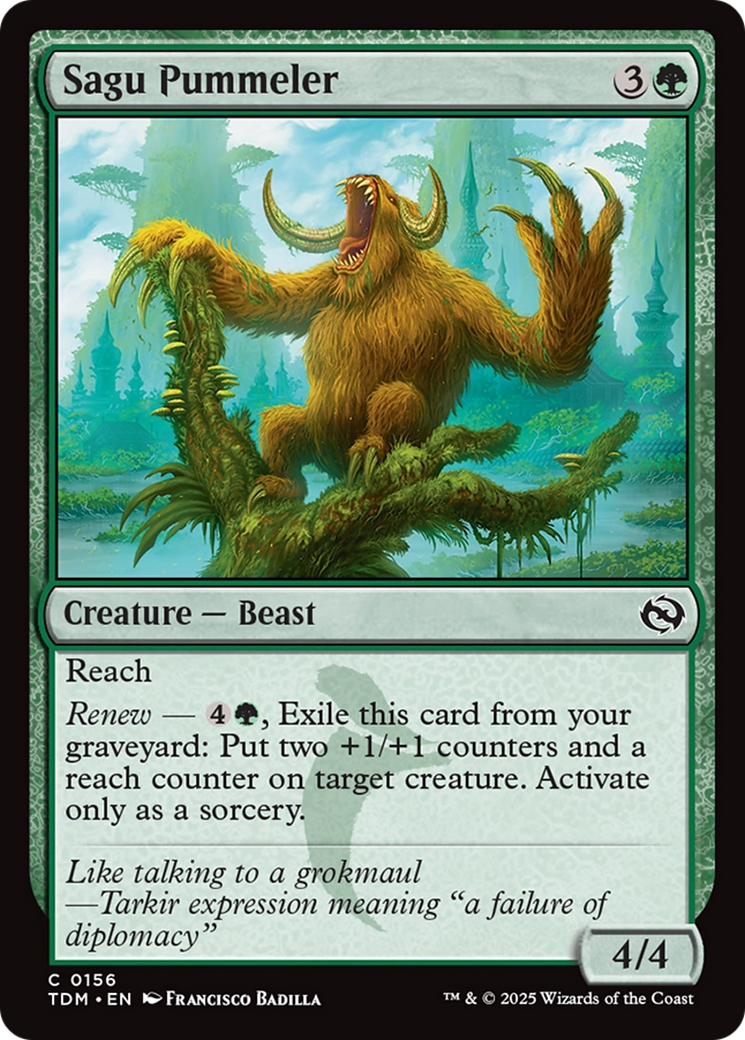 Sagu Pummeler 3
Creature — Beast
Reach
Renew — 4, Exile this card from your
graveyard: Put two +1/+1 counters and a
reach counter on target creature. Activate
only as a sorcery.
Like talking to a grokmaul
—Tarkir expression meaning “a failure of
diplomacy”
4/4
C 0156
TDM • EN Francisco Badilla
™ & © 2025 Wizards of the Coast